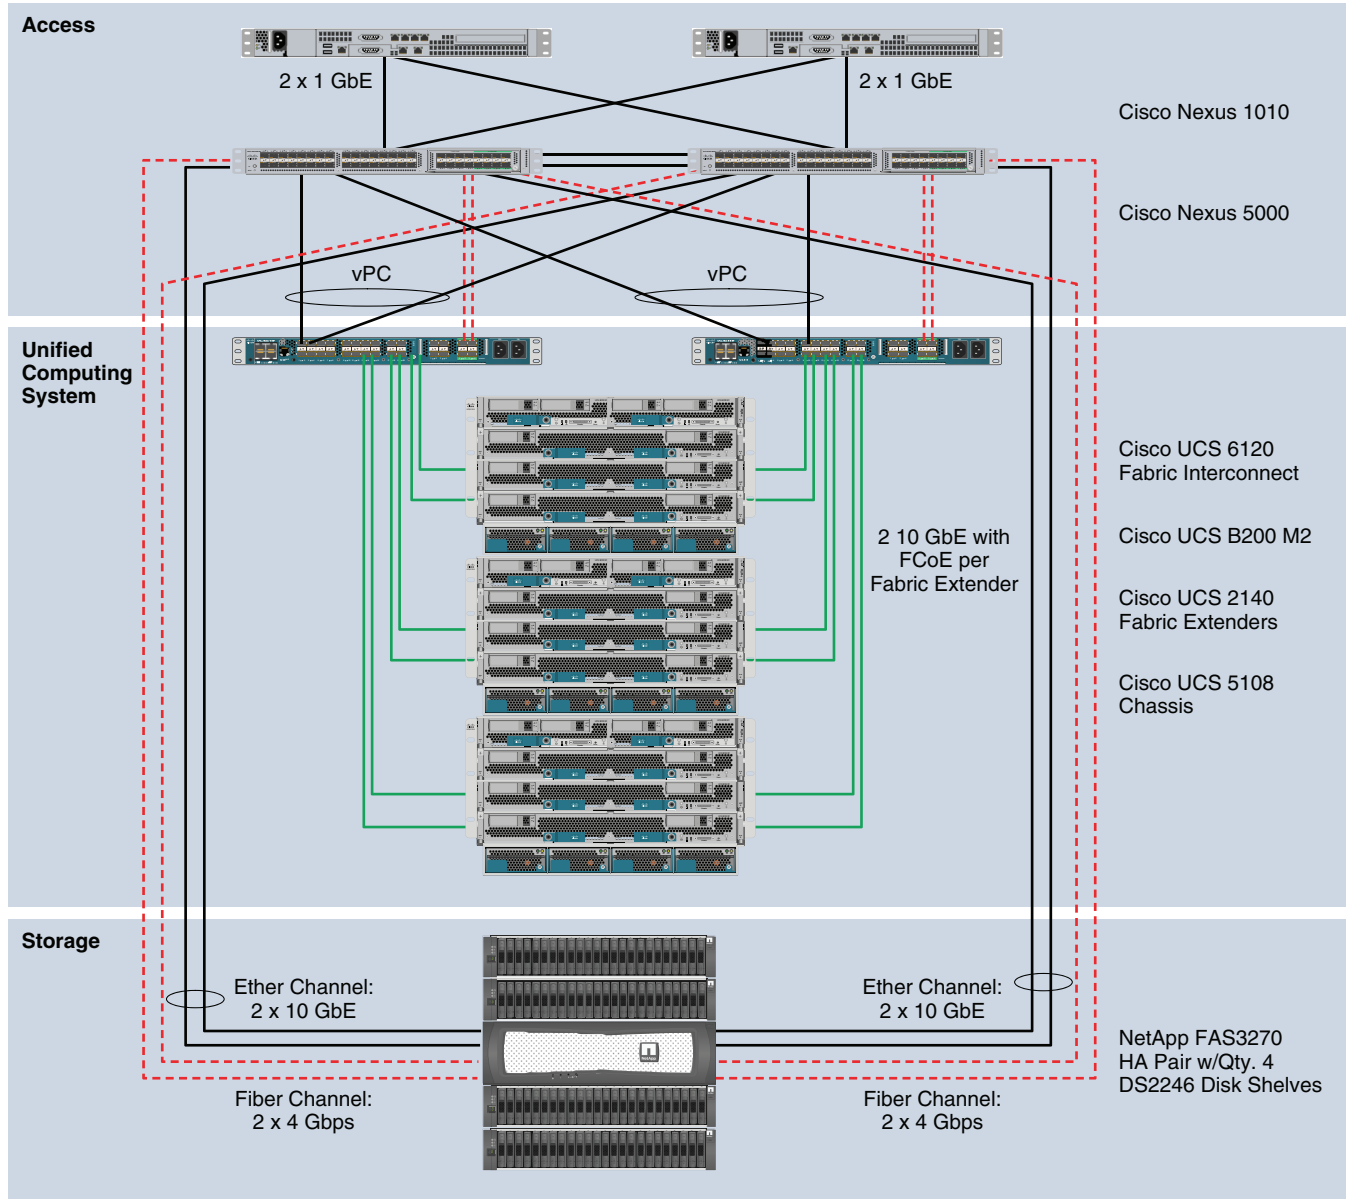 Access
2 x 1 GbE
2 x 1 GbE
Cisco Nexus 1010
Cisco Nexus 5000
vPC
vPC
Unified
Computing
System
Cisco UCS 6120
Fabric Interconnect
2 10 GbE with
FCoE per
Fabric Extender
Cisco UCS B200 M2
Cisco UCS 2140
Fabric Extenders
Cisco UCS 5108
Chassis
Storage
Ether Channel:
2 x 10 GbE
Ether Channel:
2 x 10 GbE
NetApp
NetApp FAS3270
HA Pair w/Qty. 4
DS2246 Disk Shelves
Fiber Channel:
2 x 4 Gbps
Fiber Channel:
2 x 4 Gbps